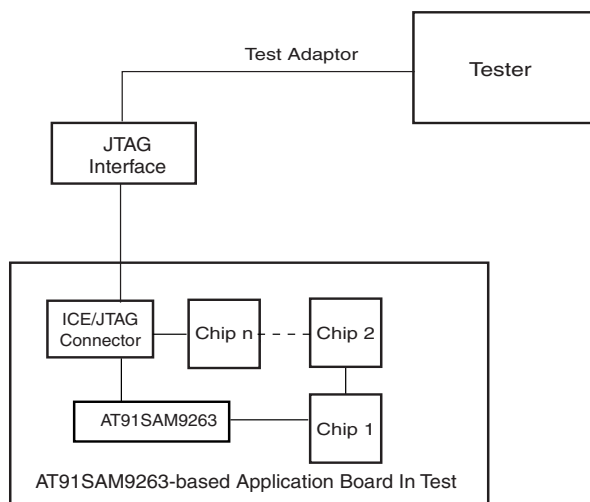 Test Adaptor
Tester
JTAG
Interface
ICE/JTAG
Connector
Chip n
Chip 2
AT91SAM9263
Chip 1
AT91SAM9263-based Application Board In Test